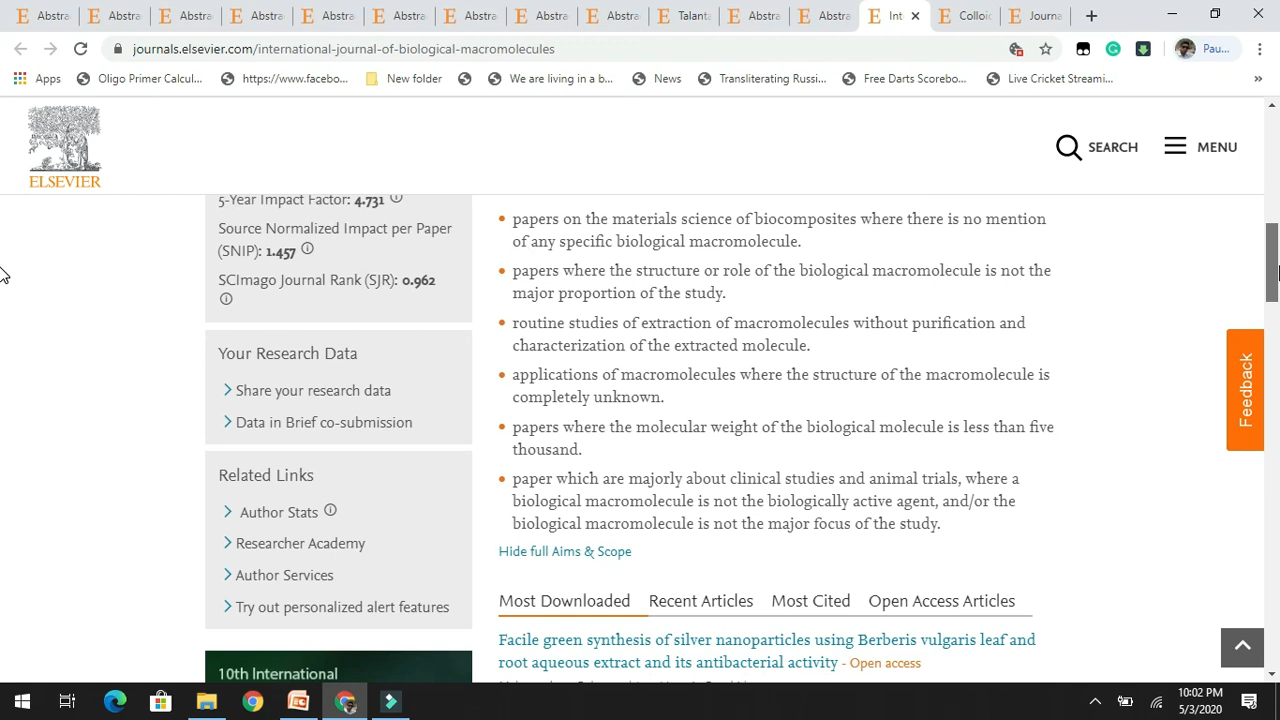 Abstra
Abstra
Abstra
Abstra
Abstra
Abstra
Abstra
Abstra
Abstra
Talanta
Abstra
Abstra
Int
Colloid
Journa
journals.elsevier.com/international-journal-of-biological-macromolecules
Pau...
Apps
Oligo Primer Calcul...
https://www.facebo...
New folder
We are living in a b...
News
Transliterating Russi...
Free Darts Scorebo...
Live Cricket Streami...
»
ELSEVIER
SEARCH
MENU
5-Year Impact Factor: 4.731
Source Normalized Impact per Paper
(SNIP): 1.457
SCImago Journal Rank (SJR): 0.962
Your Research Data
Share your research data
Data in Brief co-submission
Related Links
Author Stats
Researcher Academy
Author Services
Try out personalized alert features
10th International
• papers on the materials science of biocomposites where there is no mention
of any specific biological macromolecule.
• papers where the structure or role of the biological macromolecule is not the
major proportion of the study.
• routine studies of extraction of macromolecules without purification and
characterization of the extracted molecule.
• applications of macromolecules where the structure of the macromolecule is
completely unknown.
• papers where the molecular weight of the biological molecule is less than five
thousand.
• paper which are majorly about clinical studies and animal trials, where a
biological macromolecule is not the biologically active agent, and/or the
biological macromolecule is not the major focus of the study.
Hide full Aims & Scope
Most Downloaded Recent Articles Most Cited Open Access Articles
Facile green synthesis of silver nanoparticles using Berberis vulgaris leaf and
root aqueous extract and its antibacterial activity - Open access
Feedback
10:02 PM
5/3/2020